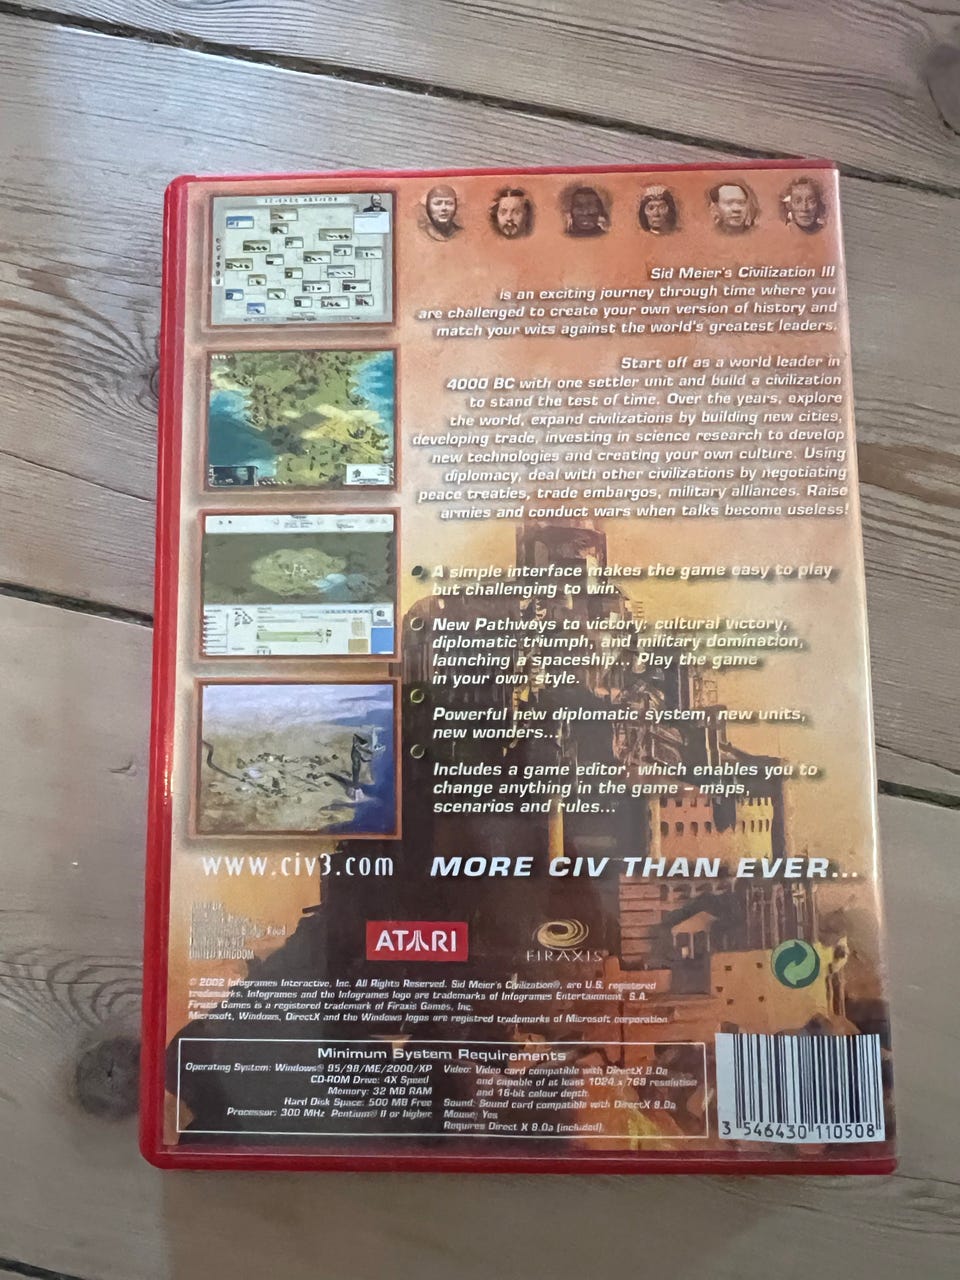 SCIENCE ADVISOR
Sid Meier's Civilization III
is an exciting journey through time where you
are challenged to create your own version of history and
match your wits against the world's greatest leaders.
Start off as a world leader in
4000 BC with one settler unit and build a civilization
to stand the test of time. Over the years, explore
the world, expand civilizations by building new cities,
developing trade, investing in science research to develop
new technologies and creating your own culture. Using
diplomacy, deal with other civilizations by negotiating
peace treaties, trade embargos, military alliances. Raise
armies and conduct wars when talks become useless!
A simple interface makes the game easy to play
but challenging to win.
New Pathways to victory: cultural victory,
diplomatic triumph, and military domination,
launching a spaceship... Play the game
in your own style.
Powerful new diplomatic system, new units,
new wonders...
Includes a game editor, which enables you to
change anything in the game – maps,
scenarios and rules...
www.civ3.com
MORE CIV THAN EVER...
UNITED KINGDOM
ATARI
FIRAXIS
© 2002 Infogrames Interactive, Inc. All Rights Reserved. Sid Meier's Civilization®, are U.S. registered
trademarks. Infogrames and the Infogrames logo are trademarks of Infogrames Entertainment, S.A.
Firaxis Games is a registered trademark of Firaxis Games, Inc.
Microsoft, Windows, DirectX and the Windows logos are registred trademarks of Microsoft corporation.
Minimum System Requirements
Operating System: Windows® 95/98/ME/2000/XP
CD-ROM Drive: 4X Speed
Memory: 32 MB RAM
Hard Disk Space: 500 MB Free
Processor: 300 MHz Pentium® II or higher
Video: Video card compatible with DirectX 8.0a
and capable of at least 1024 x 768 resolution
and 16-bit colour depth
Sound: Sound card compatible with DirectX 8.0a
Mouse: Yes
Requires Direct X 8.0a (included).
3 546430 110508